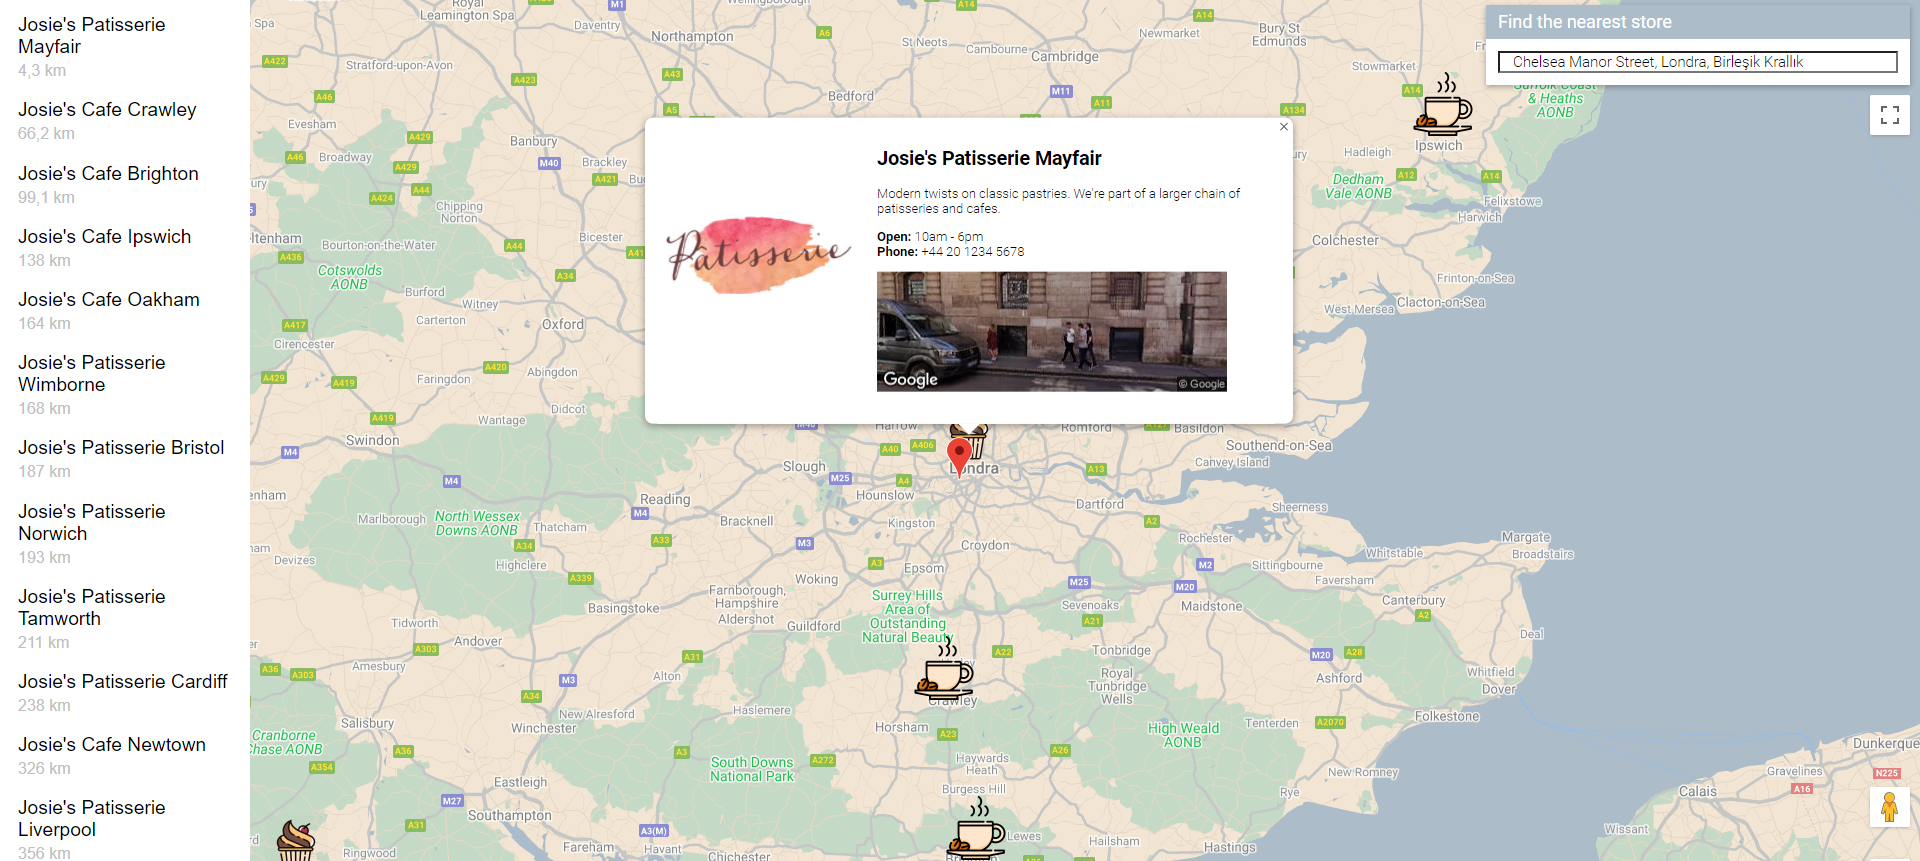 Josie's Patisserie
Mayfair
4,3 km
Josie's Cafe Crawley
66,2 km
Josie's Cafe Brighton
99,1 km
Josie's Cafe Ipswich
138 km
Josie's Cafe Oakham
164 km
Josie's Patisserie
Wimborne
168 km
Josie's Patisserie Bristol
187 km
Josie's Patisserie
Norwich
193 km
Josie's Patisserie
Tamworth
211 km
Josie's Patisserie Cardiff
238 km
Josie's Cafe Newtown
326 km
Josie's Patisserie
Liverpool
356 km
Find the nearest store
Chelsea Manor Street, Londra, Birleşik Krallık
Josie's Patisserie Mayfair
Modern twists on classic pastries. We're part of a larger chain of
patisseries and cafes.
Open: 10am - 6pm
Phone: +44 20 1234 5678
Patisserie
Google
© Google
Royal
Leamington Spa
Daventry
Northampton
St Neots
Cambourne
Cambridge
Newmarket
Bury St
Edmunds
Stowmarket
Suffolk Coast
& Heaths
AONB
Stratford-upon-Avon
Bedford
Evesham
Banbury
Broadway
Brackley
Ipswich
Hadleigh
Dedham
Vale AONB
Felixstowe
Harwich
Chipping
Norton
Bourton-on-the-Water
Bicester
Colchester
Cotswolds
AONB
Burford
Witney
Frinton-on-Sea
Clacton-on-Sea
West Mersea
Carterton
Oxford
Cirencester
Faringdon
Abingdon
Didcot
Wantage
Swindon
Harrow
Romford
Basildon
Southend-on-Sea
Canvey Island
Slough
Londra
Hounslow
Dartford
Reading
Bracknell
Kingston
Sheerness
Marlborough
North Wessex
Downs AONB
Thatcham
Croydon
Rochester
Whitstable
Margate
Broadstairs
Devizes
Highclere
Epsom
Sittingbourne
Faversham
Woking
Farnborough,
Hampshire
Aldershot
Guildford
Surrey Hills
Area of
Outstanding
Natural Beauty
Sevenoaks
Maidstone
Canterbury
Basingstoke
Tidworth
Andover
Deal
Amesbury
Alton
Tonbridge
Royal
Tunbridge
Wells
Ashford
Whitfield
Dover
Crawley
Salisbury
Winchester
New Alresford
Haslemere
Horsham
High Weald
AONB
Tenterden
Folkestone
Cranborne
Chase AONB
South Downs
National Park
Haywards
Heath
Burgess Hill
New Romney
Rye
Dunkerque
Gravelines
Calais
Eastleigh
Southampton
Lewes
Hailsham
Hastings
Wissant
Ringwood
Fareham
Havant
Chichester
M1
A14
A6
A422
A423
A43
M11
A11
A134
A46
A5
A429
M40
A421
A44
A424
A12
A436
A34
A417
A420
A419
M4
A40
A406
A13
M25
A4
A2
A33
M3
A3
A339
M2
M20
A21
A303
A31
A22
A28
A36
A2070
A23
A26
A272
A354
M27
A3(M)
N225
A16